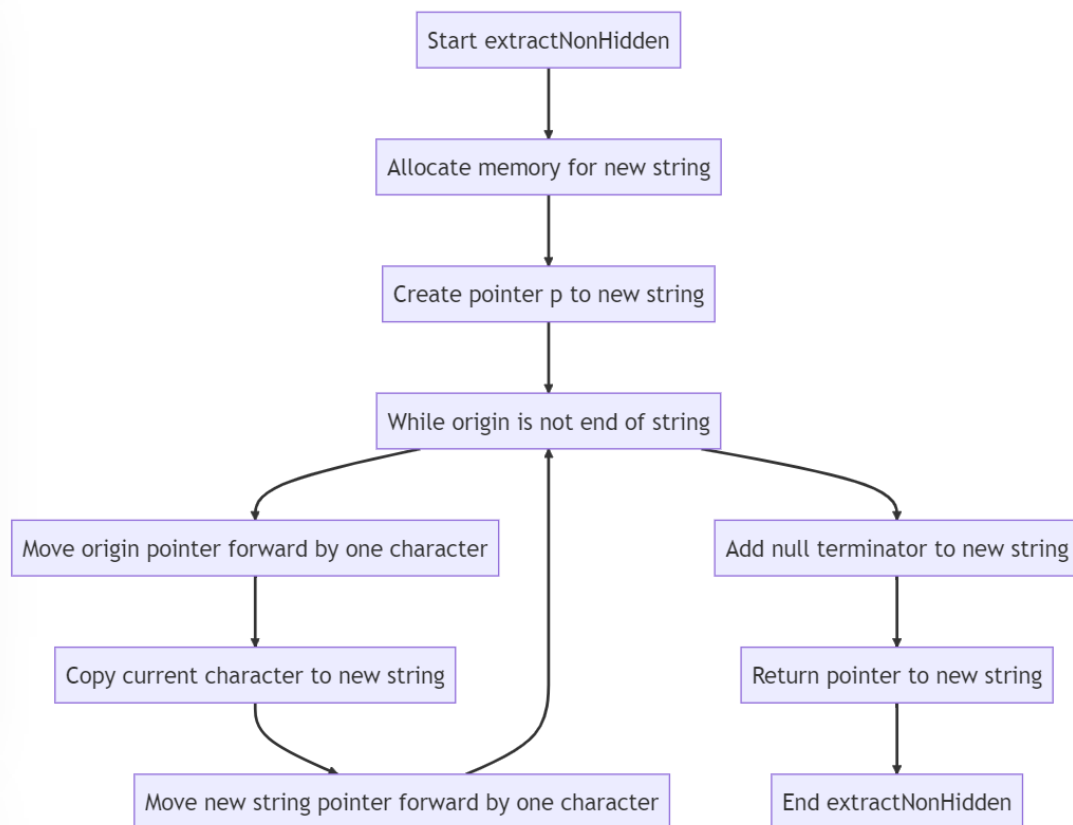 Start extractNonHidden
Allocate memory for new string
Create pointer p to new string
While origin is not end of string
Move origin pointer forward by one character
Add null terminator to new string
Copy current character to new string
Return pointer to new string
Move new string pointer forward by one character
End extractNonHidden